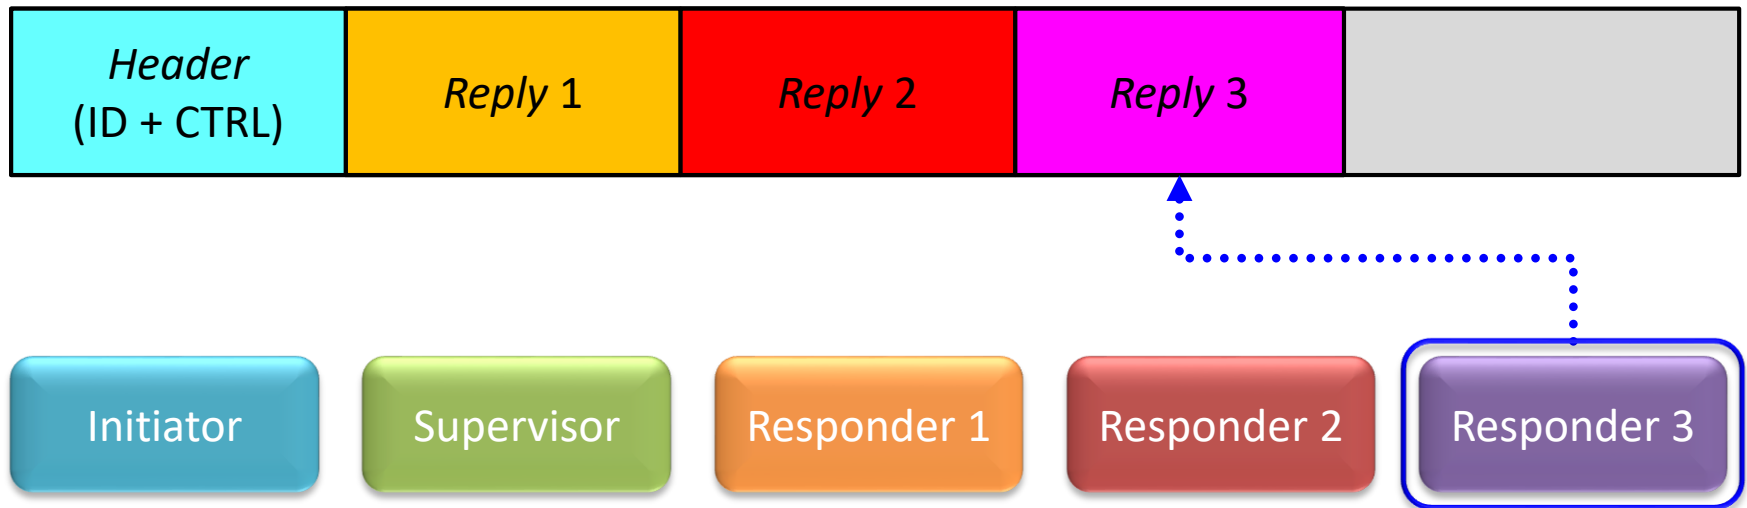 Header
(ID + CTRL)
Reply 1
Reply 2
Reply 3
Initiator
Supervisor
Responder 1
Responder 2
Responder 3